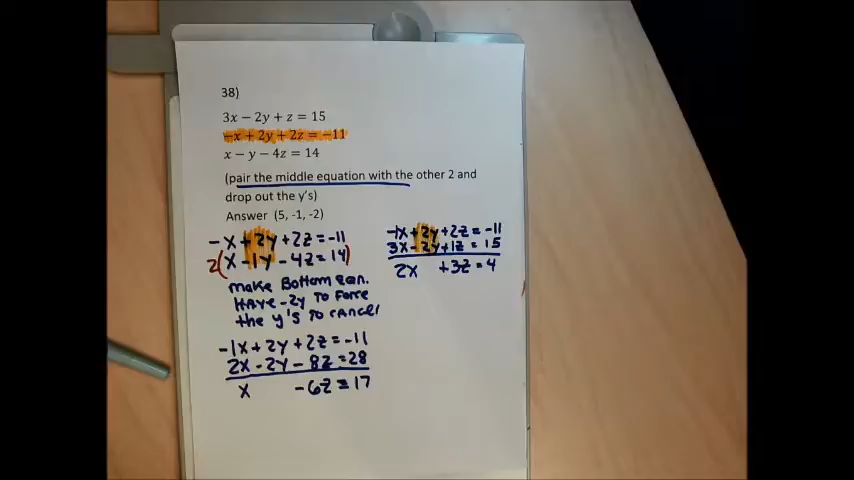 38)
3x − 2y + z = 15
−x + 2y + 2z = −11
x − y − 4z = 14
(pair the middle equation with the other 2 and
drop out the y's)
Answer (5, -1, -2)
-x +2y +2z = -11
2(x -1y -4z = 14)
make Bottom Eqn.
HAVE -2y TO Force
the y's TO cancel
-1x + 2y + 2z = -11
2x - 2y - 8z = 28
x -6z = 17
-1x + 2y + 2z = -11
3x - 2y + 1z = 15
2x +3z = 4